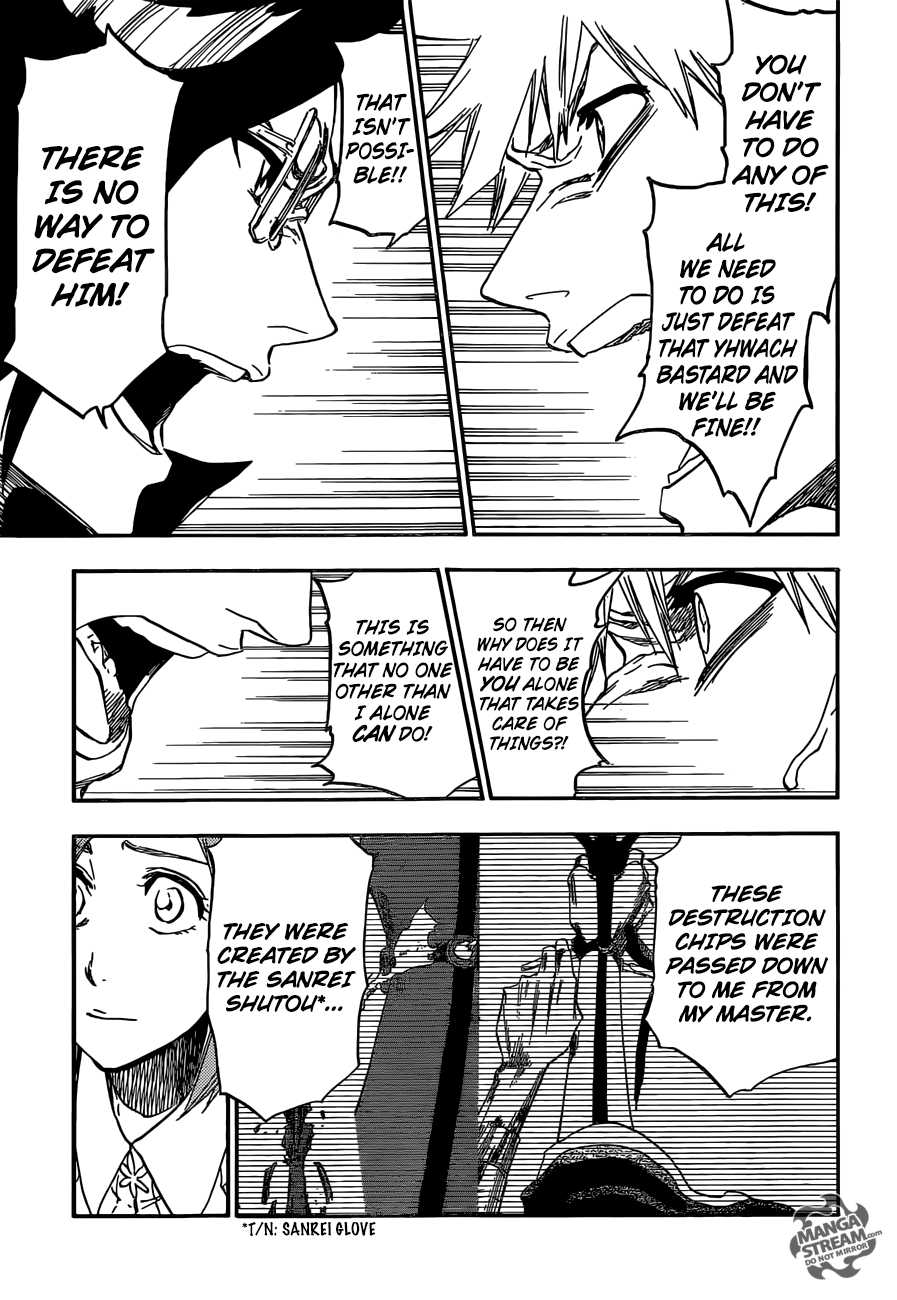 YOU
DON'T
HAVE
TO DO
ANY OF
THIS!
ALL
WE NEED
TO DO IS
JUST DEFEAT
THAT YHWACH
BASTARD AND
WE'LL BE
FINE!!
THAT
ISN'T
POSSI-
BLE!!
THERE
IS NO
WAY TO
DEFEAT
HIM!
SO THEN
WHY DOES IT
HAVE TO BE
YOU ALONE
THAT TAKES
CARE OF
THINGS?!
THIS IS
SOMETHING
THAT NO ONE
OTHER THAN
I ALONE
CAN DO!
THESE
DESTRUCTION
CHIPS WERE
PASSED DOWN
TO ME FROM
MY MASTER.
THEY WERE
CREATED BY
THE SANREI
SHUTOU*...
*T/N: SANREI GLOVE
MANGA
STREAM.com
DO NOT MIRROR